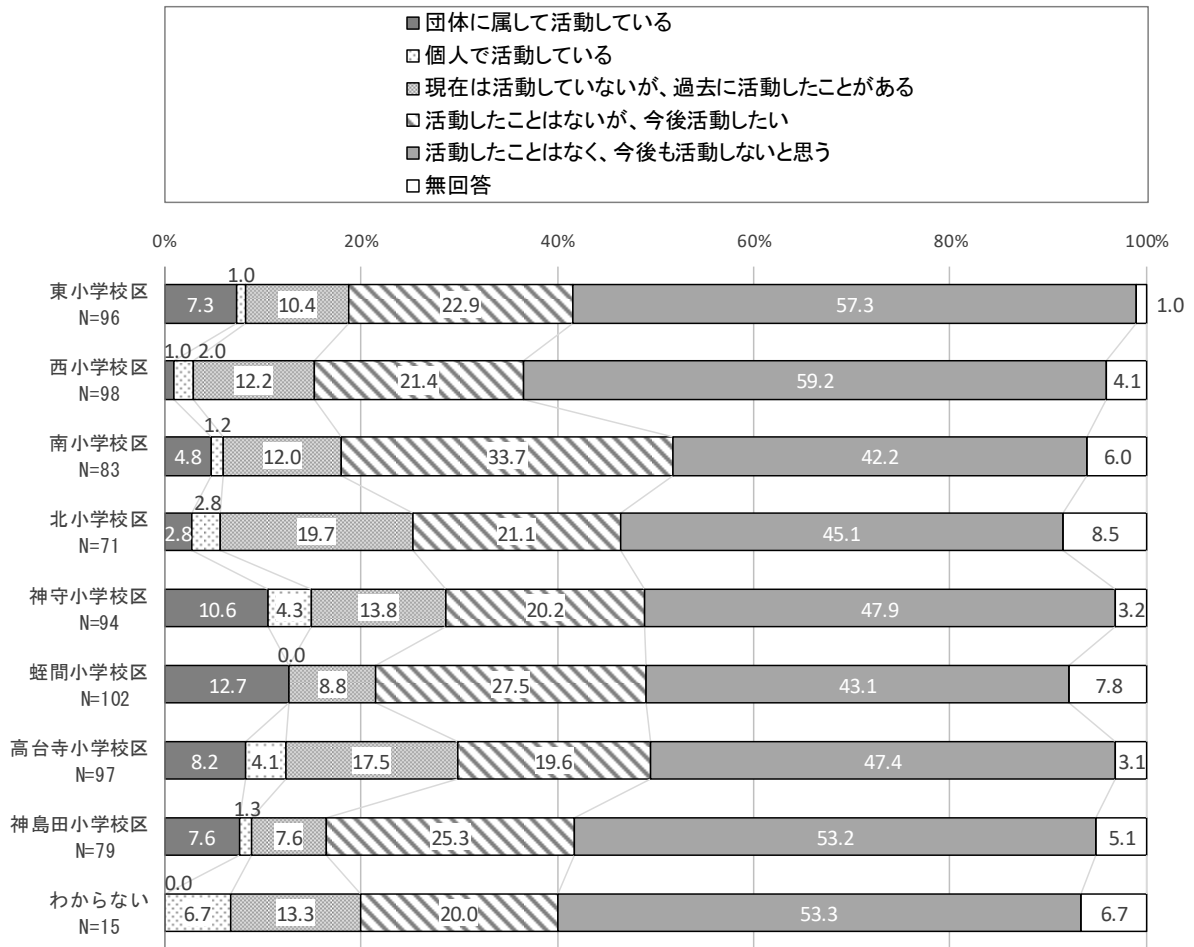 ■団体に属して活動している
□個人で活動している
■現在は活動していないが、過去に活動したことがある
□活動したことはないが、今後活動したい
■活動したことはなく、今後も活動しないと思う
□無回答
0% 20% 40% 60% 80% 100%
東小学校区
N=96
7.3 1.0 10.4 22.9 57.3 1.0
西小学校区
N=98
1.0 2.0 12.2 21.4 59.2 4.1
南小学校区
N=83
4.8 1.2 12.0 33.7 42.2 6.0
北小学校区
N=71
2.8 2.8 19.7 21.1 45.1 8.5
神守小学校区
N=94
10.6 4.3 13.8 20.2 47.9 3.2
蛭間小学校区
N=102
12.7 0.0 8.8 27.5 43.1 7.8
高台寺小学校区
N=97
8.2 4.1 17.5 19.6 47.4 3.1
神島田小学校区
N=79
7.6 1.3 7.6 25.3 53.2 5.1
わからない
N=15
0.0 6.7 13.3 20.0 53.3 6.7